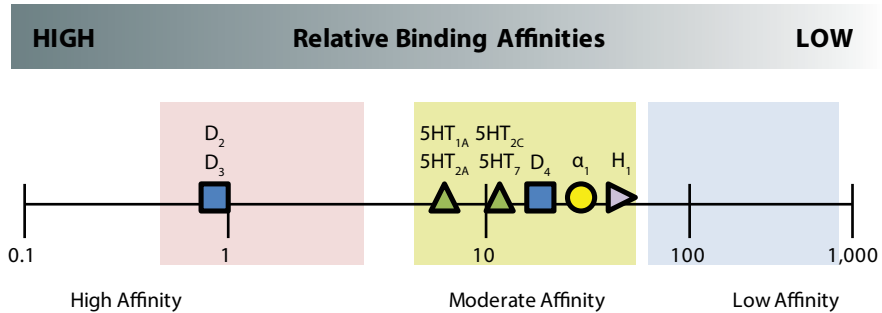 HIGH Relative Binding Affinities LOW
D₂ 5HT₁A 5HT₂C
D₃ 5HT₂A 5HT₇ D₄ α₁ H₁
0.1 1 10 100 1,000
High Affinity Moderate Affinity Low Affinity